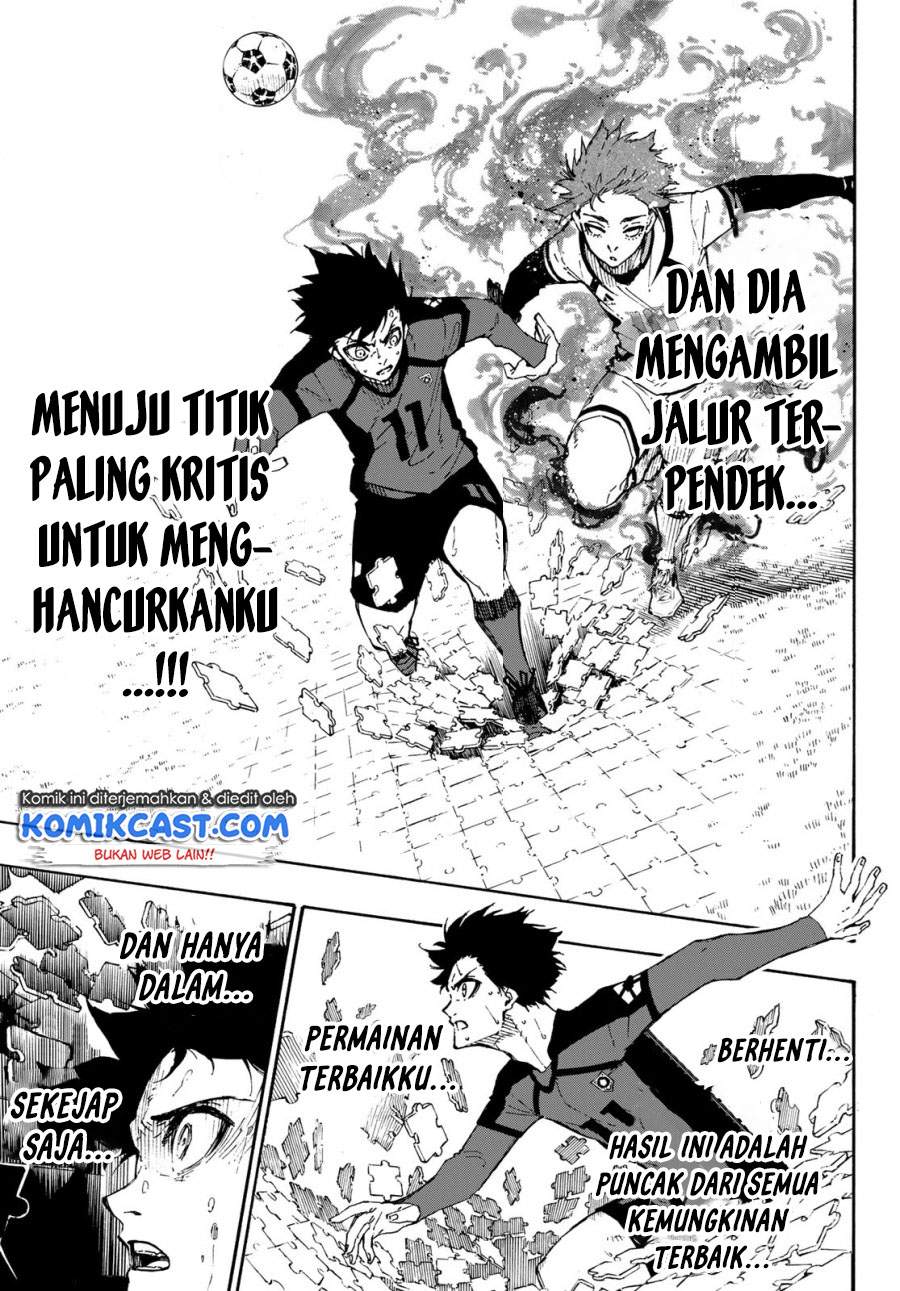 DAN DIA
MENGAMBIL
JALUR TER-
PENDEK...
MENUJU TITIK
PALING KRITIS
UNTUK MENG-
HANCURKANKU
...!!!
11
Komik ini diterjemahkan & diedit oleh
KOMIKCAST.COM
BUKAN WEB LAIN!!
BERHENTI...
HASIL INI ADALAH
PUNCAK DARI SEMUA
KEMUNGKINAN
TERBAIK...
PERMAINAN
TERBAIKKU...
DAN HANYA
DALAM...
SEKEJAP
SAJA...